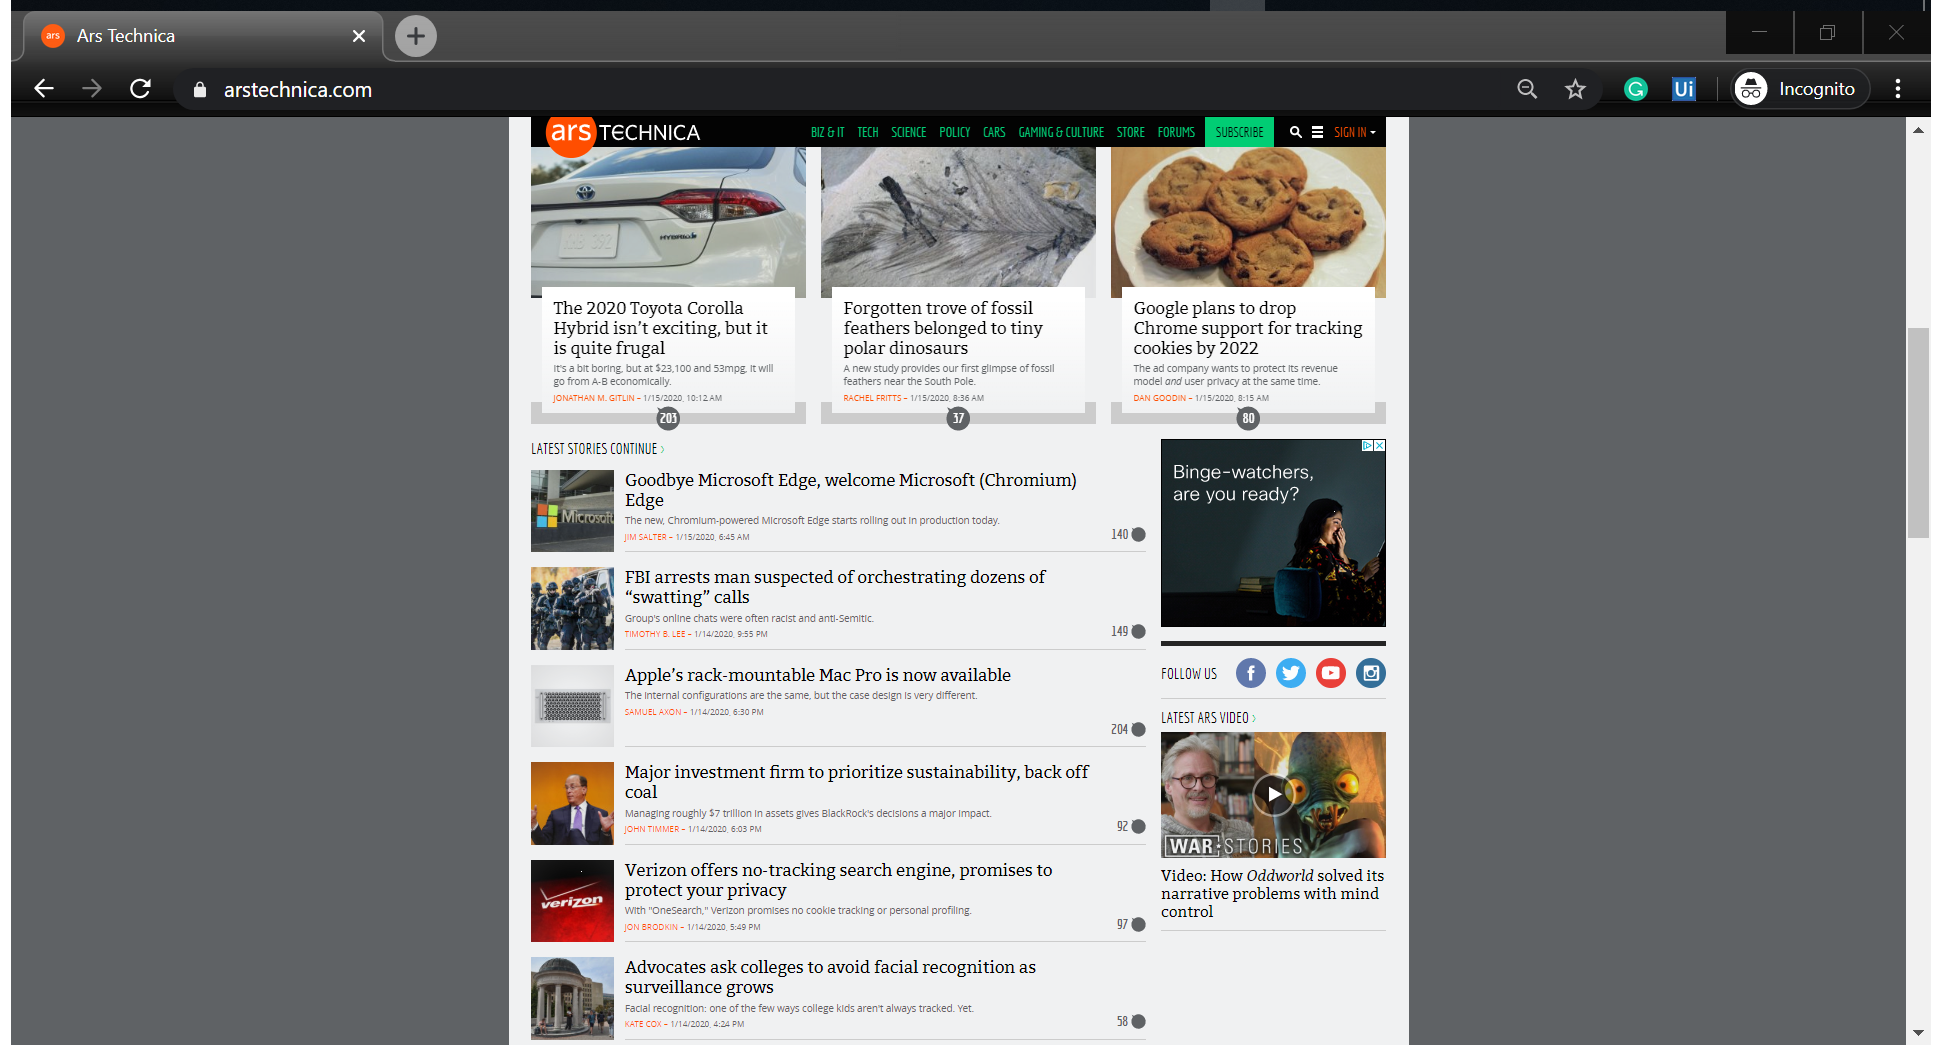 ars Ars Technica
arstechnica.com
Ui
Incognito
ars TECHNICA
BIZ & IT TECH SCIENCE POLICY CARS GAMING & CULTURE STORE FORUMS SUBSCRIBE SIGN IN
HYBRID
The 2020 Toyota Corolla
Hybrid isn’t exciting, but it
is quite frugal
It's a bit boring, but at $23,100 and 53mpg, it will
go from A-B economically.
JONATHAN M. GITLIN – 1/15/2020, 10:12 AM
203
Forgotten trove of fossil
feathers belonged to tiny
polar dinosaurs
A new study provides our first glimpse of fossil
feathers near the South Pole.
RACHEL FRITTS – 1/15/2020, 8:36 AM
37
Google plans to drop
Chrome support for tracking
cookies by 2022
The ad company wants to protect its revenue
model and user privacy at the same time.
DAN GOODIN – 1/15/2020, 8:15 AM
80
LATEST STORIES CONTINUE
Microsoft
Goodbye Microsoft Edge, welcome Microsoft (Chromium)
Edge
The new, Chromium-powered Microsoft Edge starts rolling out in production today.
JIM SALTER – 1/15/2020, 6:45 AM
140
FBI arrests man suspected of orchestrating dozens of
“swatting” calls
Group's online chats were often racist and anti-Semitic.
TIMOTHY B. LEE – 1/14/2020, 9:55 PM
149
Apple’s rack-mountable Mac Pro is now available
The internal configurations are the same, but the case design is very different.
SAMUEL AXON – 1/14/2020, 6:30 PM
204
Major investment firm to prioritize sustainability, back off
coal
Managing roughly $7 trillion in assets gives BlackRock's decisions a major impact.
JOHN TIMMER – 1/14/2020, 6:03 PM
92
verizon
Verizon offers no-tracking search engine, promises to
protect your privacy
With "OneSearch," Verizon promises no cookie tracking or personal profiling.
JON BRODKIN – 1/14/2020, 5:49 PM
97
Advocates ask colleges to avoid facial recognition as
surveillance grows
Facial recognition: one of the few ways college kids aren't always tracked. Yet.
KATE COX – 1/14/2020, 4:24 PM
58
Binge-watchers,
are you ready?
FOLLOW US
LATEST ARS VIDEO
WAR STORIES
Video: How Oddworld solved its
narrative problems with mind
control